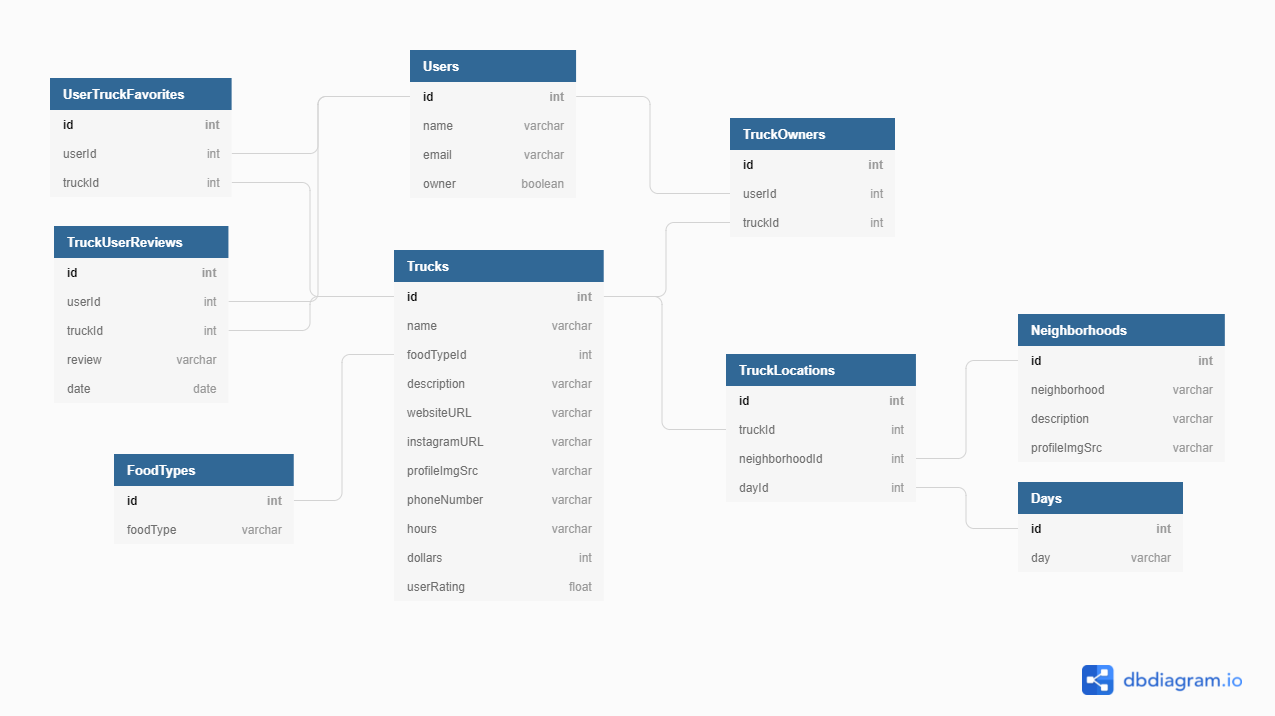 UserTruckFavorites
id int
userId int
truckId int
TruckUserReviews
id int
userId int
truckId int
review varchar
date date
FoodTypes
id int
foodType varchar
Users
id int
name varchar
email varchar
owner boolean
Trucks
id int
name varchar
foodTypeId int
description varchar
websiteURL varchar
instagramURL varchar
profileImgSrc varchar
phoneNumber varchar
hours varchar
dollars int
userRating float
TruckOwners
id int
userId int
truckId int
TruckLocations
id int
truckId int
neighborhoodId int
dayId int
Neighborhoods
id int
neighborhood varchar
description varchar
profileImgSrc varchar
Days
id int
day varchar
dbdiagram.io